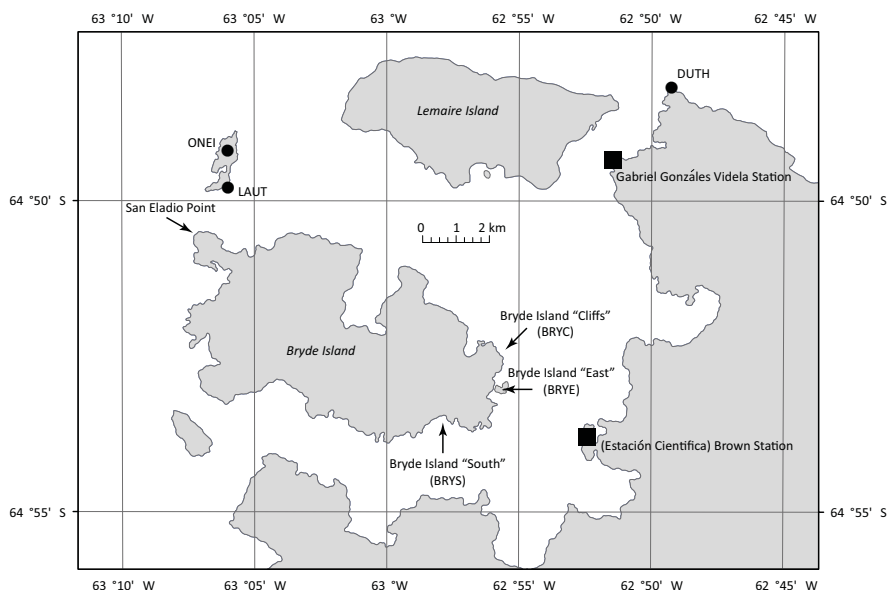 63 °10' W 63 °05' W 63 °W 62 °55' W 62 °50' W 62 °45' W
DUTH
Lemaire Island
ONEI
Gabriel Gonzáles Videla Station
LAUT
64 °50' S 64 °50' S
San Eladio Point
0 1 2 km
Bryde Island “Cliffs”
(BRYC)
Bryde Island
Bryde Island “East”
(BRYE)
(Estación Cientifica) Brown Station
Bryde Island “South”
(BRYS)
64 °55' S 64 °55' S
63 °10' W 63 °05' W 63 °W 62 °55' W 62 °50' W 62 °45' W